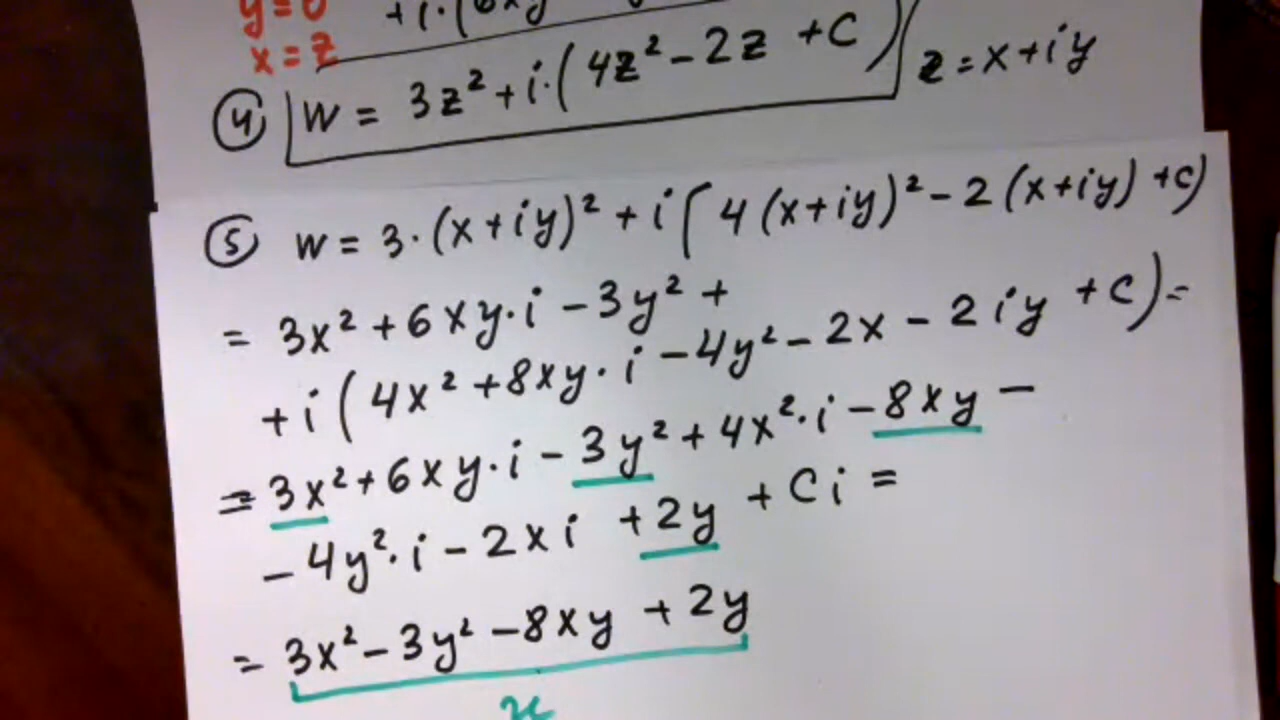 y=0 + i·(6xy
x=z
④ w = 3z² + i·(4z² - 2z + C) z = x+iy
⑤ w = 3·(x+iy)² + i(4(x+iy)² - 2(x+iy) + c)
= 3x² + 6xy·i - 3y² +
+ i(4x² + 8xy·i - 4y² - 2x - 2iy + c) =
= 3x² + 6xy·i - 3y² + 4x²·i - 8xy -
- 4y²·i - 2xi + 2y + Ci =
= 3x² - 3y² - 8xy + 2y
u